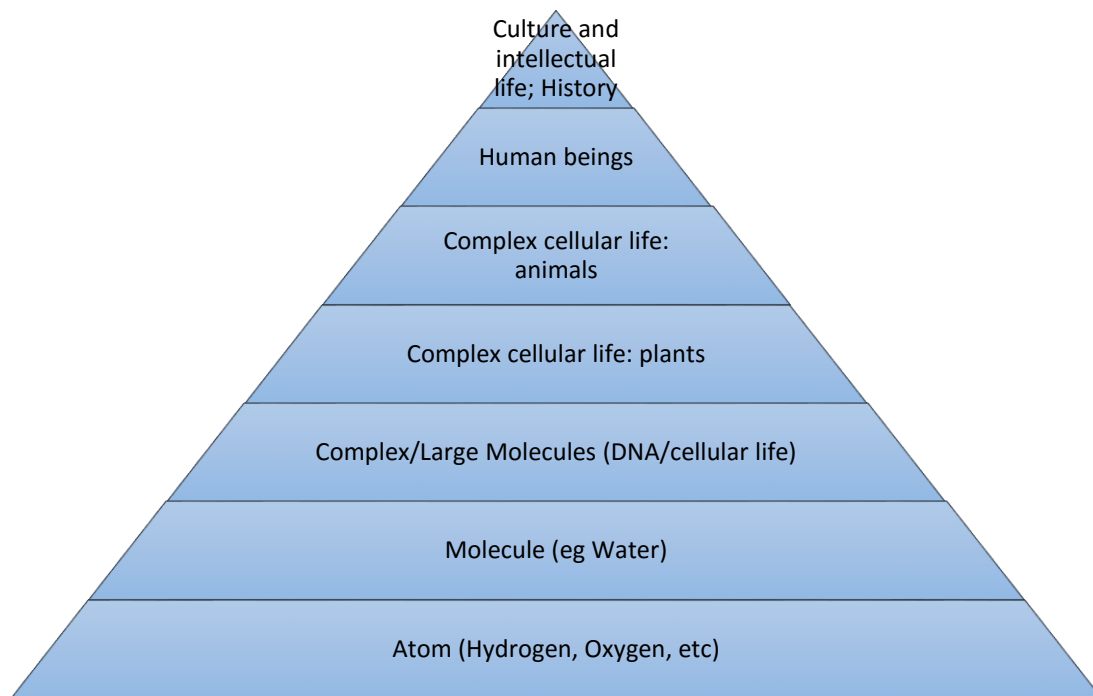 Culture and
intellectual
life; History
Human beings
Complex cellular life:
animals
Complex cellular life: plants
Complex/Large Molecules (DNA/cellular life)
Molecule (eg Water)
Atom (Hydrogen, Oxygen, etc)